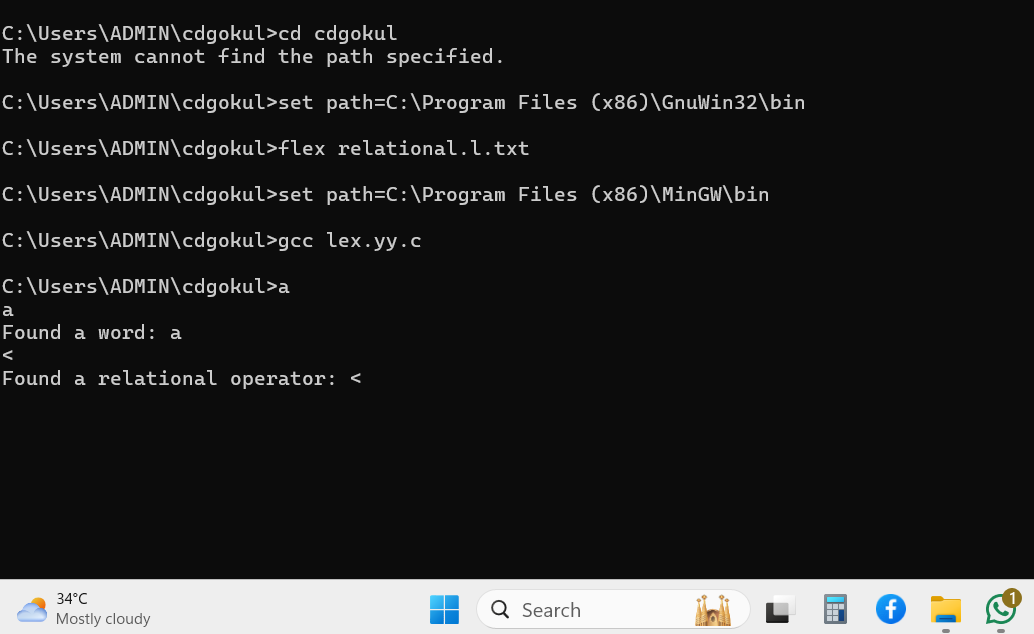 C:\Users\ADMIN\cdgokul>cd cdgokul
The system cannot find the path specified.
C:\Users\ADMIN\cdgokul>set path=C:\Program Files (x86)\GnuWin32\bin
C:\Users\ADMIN\cdgokul>flex relational.l.txt
C:\Users\ADMIN\cdgokul>set path=C:\Program Files (x86)\MinGW\bin
C:\Users\ADMIN\cdgokul>gcc lex.yy.c
C:\Users\ADMIN\cdgokul>a
a
Found a word: a
<
Found a relational operator: <
34°C
Mostly cloudy
Search
1